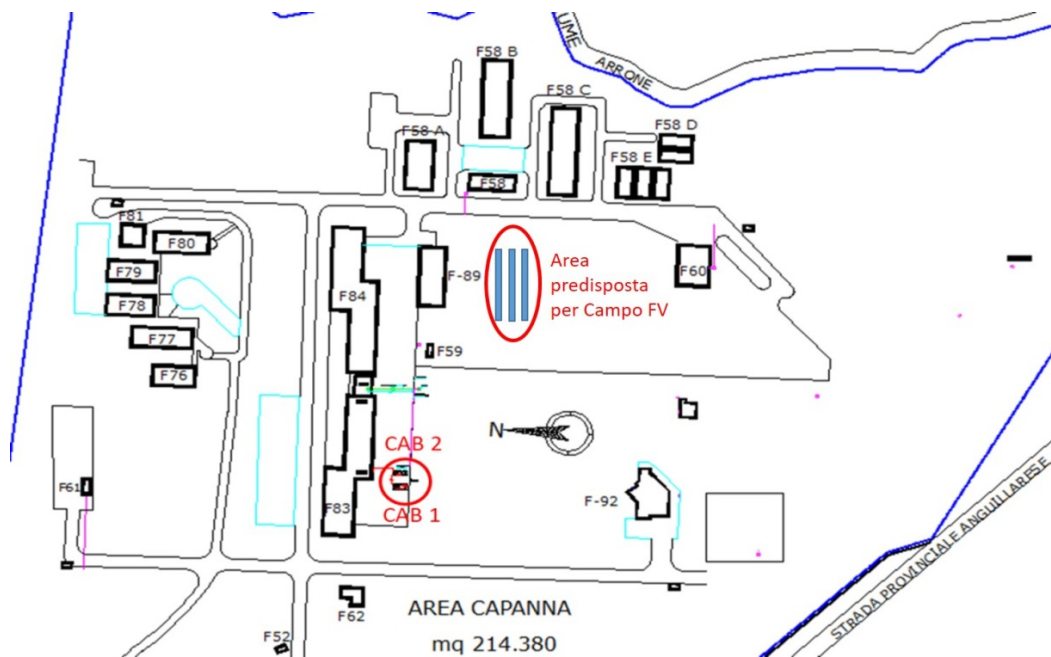 UME
ARRONE
F58 B
F58 C
F58 A
F58 D
F58 E
F58
F81
F80
F79
F78
F77
F76
F84
F-89
Area
predisposta
per Campo FV
F60
F59
N
CAB 2
CAB 1
F61
F83
F-92
STRADA PROVINCIALE ANGUILLARESE
F62
F52
AREA CAPANNA
mq 214.380